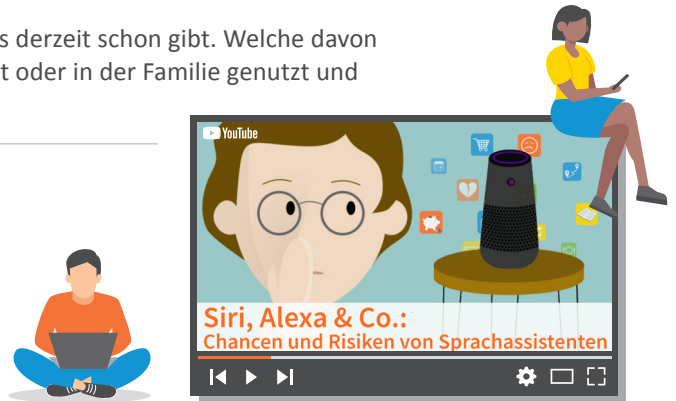 s derzeit schon gibt. Welche davon
t oder in der Familie genutzt und
YouTube
Siri, Alexa & Co.:
Chancen und Risiken von Sprachassistenten